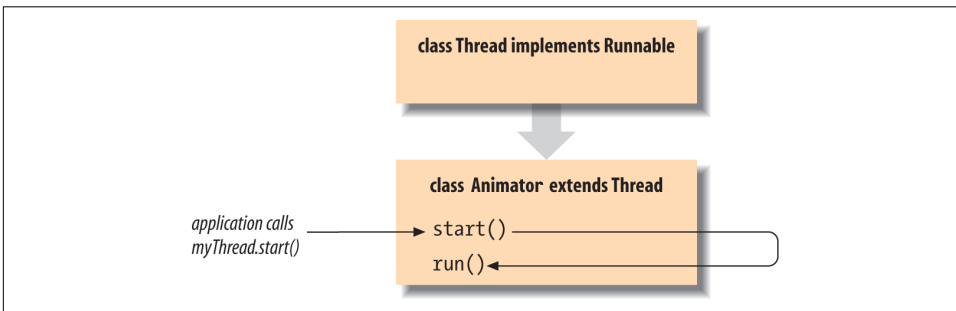 class Thread implements Runnable
class Animator extends Thread
application calls
myThread.start()
start()
run()